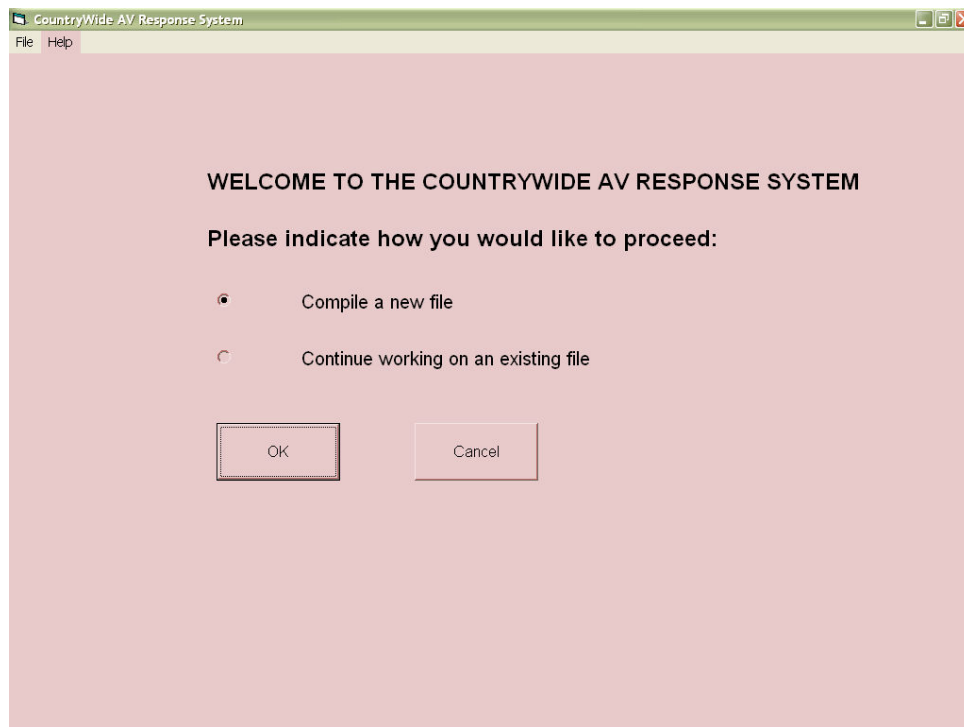 CountryWide AV Response System
File Help
WELCOME TO THE COUNTRYWIDE AV RESPONSE SYSTEM
Please indicate how you would like to proceed:
Compile a new file
Continue working on an existing file
OK Cancel